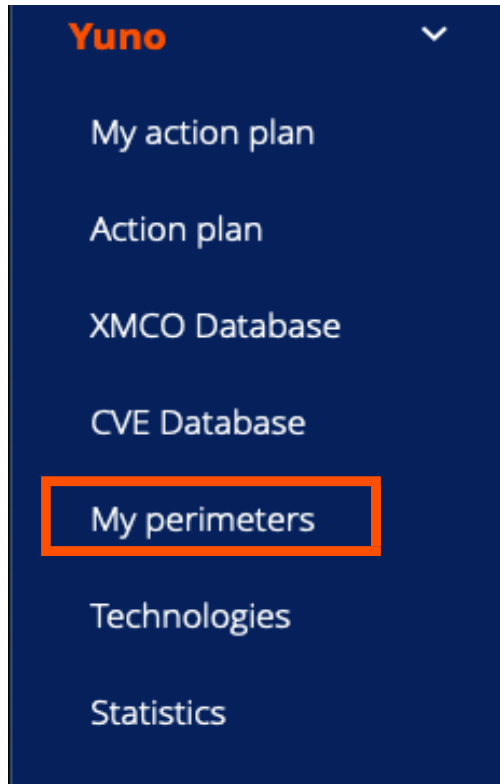 Yuno
My action plan
Action plan
XMCO Database
CVE Database
My perimeters
Technologies
Statistics